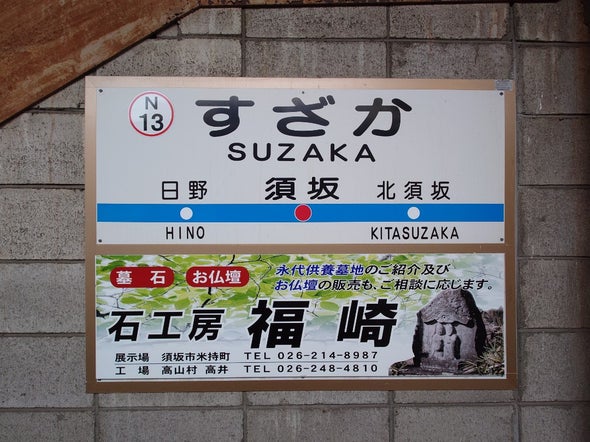 N
13
すざか
SUZAKA
日野 須坂 北須坂
HINO KITASUZAKA
墓石 お仏壇
永代供養墓地のご紹介及び
お仏壇の販売も、ご相談に応じます。
石工房 福崎
展示場 須坂市米持町 TEL 026-214-8987
工場 高山村 高井 TEL 026-248-4810